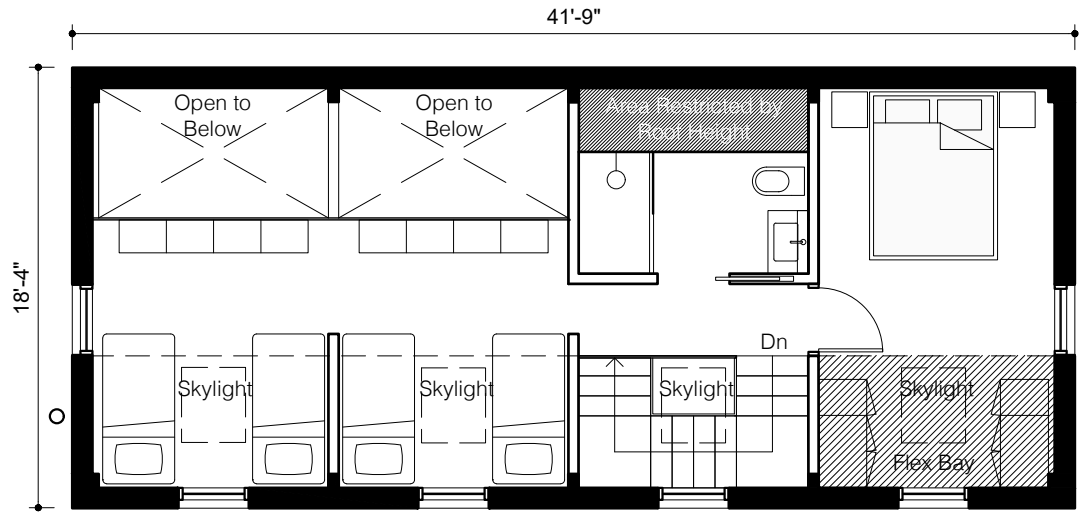 41'-9"
Open to
Below
Open to
Below
Area Restricted by
Roof Height
18'-4"
Dn
Skylight
Skylight
Skylight
Skylight
Flex Bay